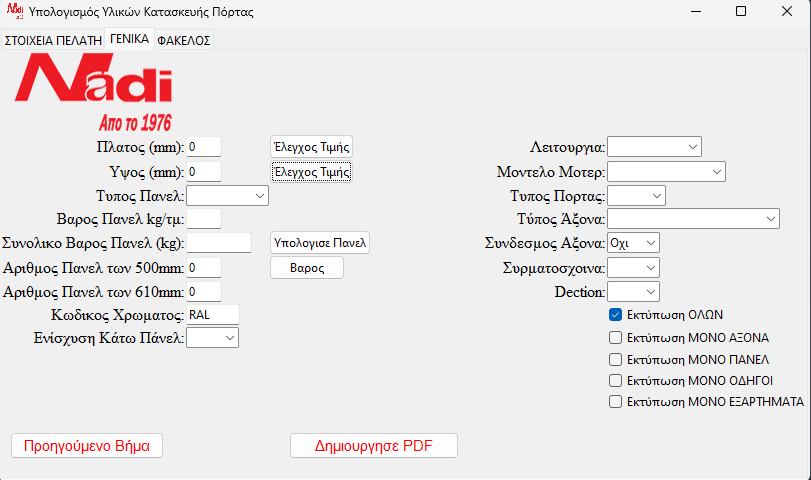 Nadi Υπολογισμός Υλικών Κατασκευής Πόρτας
ΣΤΟΙΧΕΙΑ ΠΕΛΑΤΗ ΓΕΝΙΚΑ ΦΑΚΕΛΟΣ
Nadi
Απο το 1976
Πλατος (mm): 0 Έλεγχος Τιμής
Υψος (mm): 0 Έλεγχος Τιμής
Τυπος Πανελ:
Βαρος Πανελ kg/τμ:
Συνολικο Βαρος Πανελ (kg): Υπολογισε Πανελ
Αριθμος Πανελ των 500mm: 0 Βαρος
Αριθμος Πανελ των 610mm: 0
Κωδικος Χρωματος: RAL
Ενίσχυση Κάτω Πάνελ:
Λειτουργια:
Μοντελο Μοτερ:
Τυπος Πορτας:
Τύπος Άξονα:
Συνδεσμος Αξονα: Οχι
Συρματοσχοινα:
Dection:
Εκτύπωση ΟΛΩΝ
Εκτύπωση ΜΟΝΟ ΑΞΟΝΑ
Εκτύπωση ΜΟΝΟ ΠΑΝΕΛ
Εκτύπωση ΜΟΝΟ ΟΔΗΓΟΙ
Εκτύπωση ΜΟΝΟ ΕΞΑΡΤΗΜΑΤΑ
Προηγούμενο Βήμα Δημιουργησε PDF